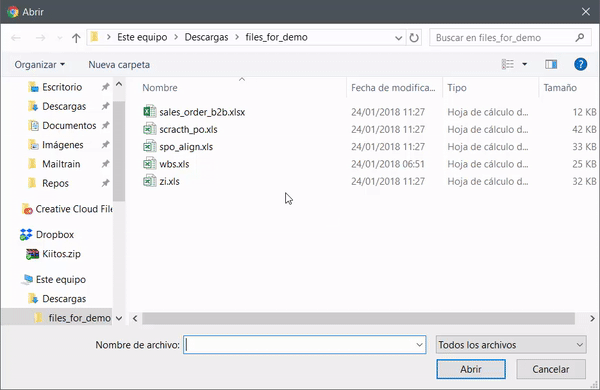 Abrir
Este equipo > Descargas > files_for_demo
Buscar en files_for_demo
Organizar
Nueva carpeta
Escritorio
Descargas
Documentos
Imágenes
Mailtrain
Repos
Creative Cloud File
Dropbox
Kiitos.zip
Este equipo
Descargas
files_for_demo
Nombre Fecha de modifica... Tipo Tamaño
sales_order_b2b.xlsx 24/01/2018 11:27 Hoja de cálculo d... 12 KB
scracth_po.xls 24/01/2018 11:27 Hoja de cálculo d... 42 KB
spo_align.xls 24/01/2018 11:27 Hoja de cálculo d... 33 KB
wbs.xls 24/01/2018 06:51 Hoja de cálculo d... 25 KB
zi.xls 24/01/2018 11:27 Hoja de cálculo d... 32 KB
Nombre de archivo:
Todos los archivos
Abrir
Cancelar